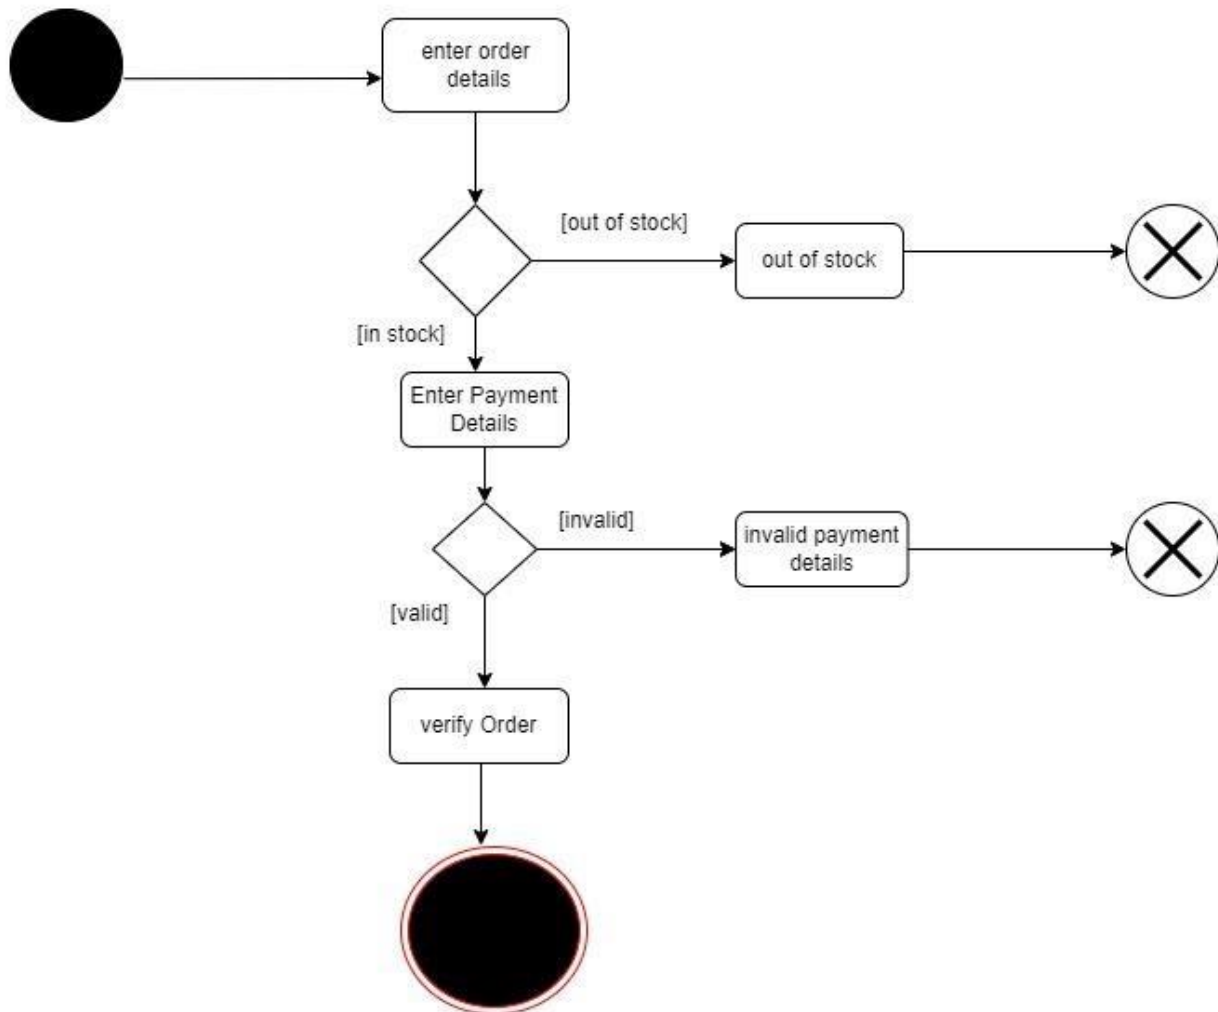 enter order
details
[out of stock]
out of stock
[in stock]
Enter Payment
Details
[invalid]
invalid payment
details
[valid]
verify Order